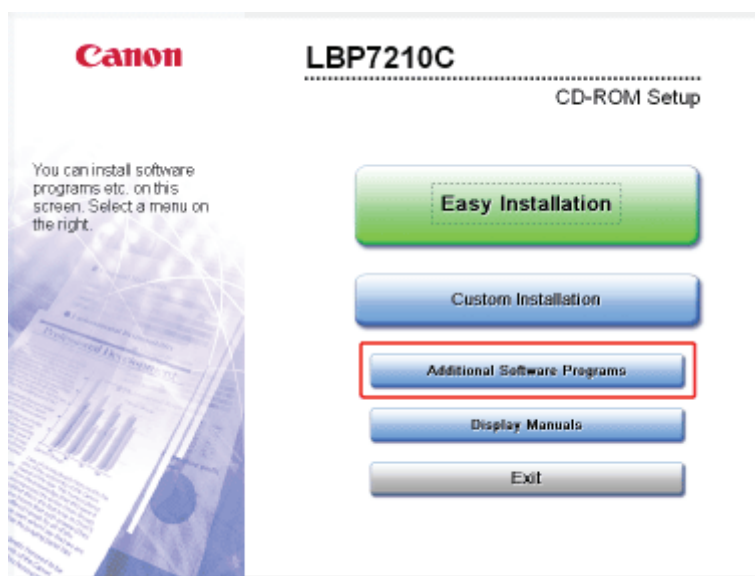 Canon
LBP7210C
CD-ROM Setup
You can install software
programs etc. on this
screen. Select a menu on
the right.
Easy Installation
Custom Installation
Additional Software Programs
Display Manuals
Exit